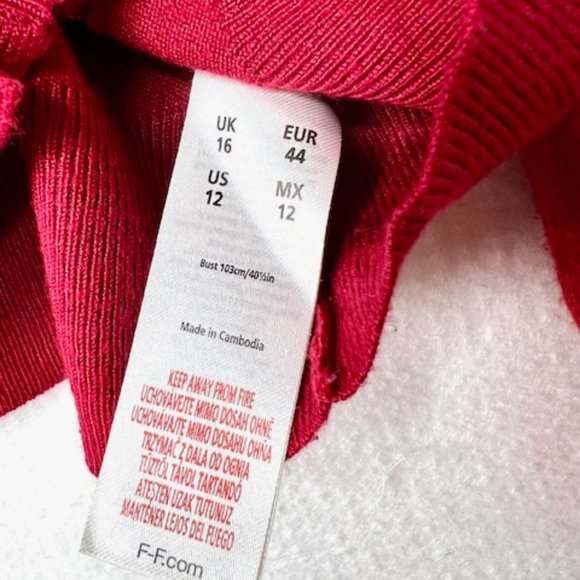 UK EUR
16 44
US MX
12 12
Bust 103cm/40½in
Made in Cambodia
KEEP AWAY FROM FIRE
UCHOVÁVEJTE MIMO DOSAH OHNĚ
UCHOVÁVAJTE MIMO DOSAHU OHŇA
TRZYMAĆ Z DALA OD OGNIA
TŰZTŐL TÁVOL TARTANDÓ
ATEŞTEN UZAK TUTUNUZ
MANTÉNER LEJOS DEL FUEGO
F-F.com